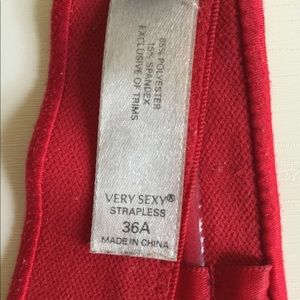 85% POLYESTER
15% SPANDEX
EXCLUSIVE OF TRIMS
VERY SEXY®
STRAPLESS
36A
MADE IN CHINA